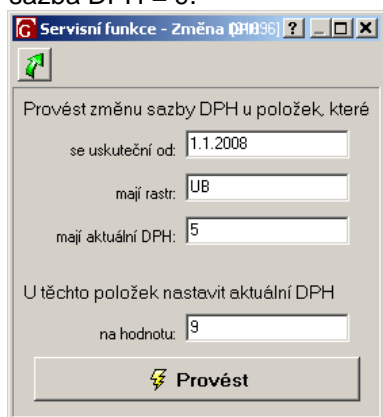 sazba DPH = 9.
Servisní funkce - Změna
Provést změnu sazby DPH u položek, které
se uskuteční od: 1.1.2008
mají rastr: UB
mají aktuální DPH: 5
U těchto položek nastavit aktuální DPH
na hodnotu: 9
Provést